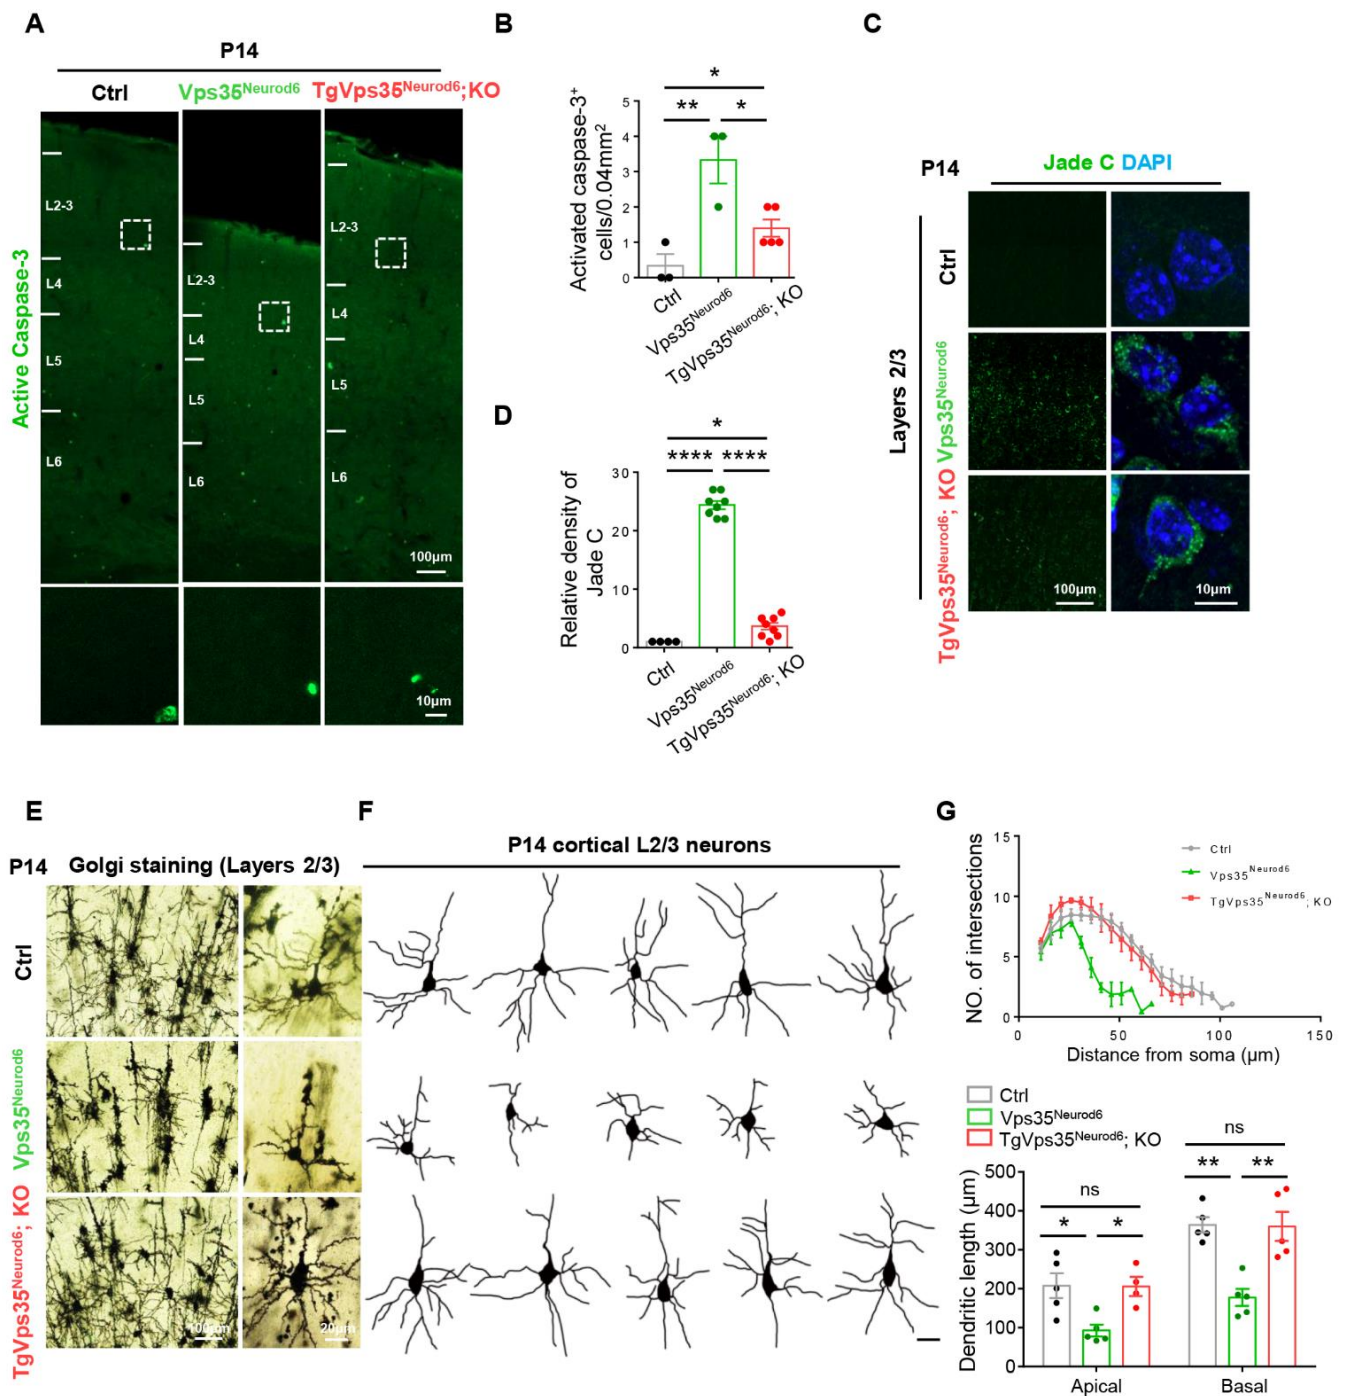 A
P14
Ctrl
Vps35Neurod6
TgVps35Neurod6;KO
Active Caspase-3
L2-3
L4
L5
L6
L2-3
L4
L5
L6
L2-3
L4
L5
L6
100µm
10µm
B
Activated caspase-3+
cells/0.04mm2
5
4
3
2
1
0
*
**
*
Ctrl
Vps35Neurod6
TgVps35Neurod6; KO
C
P14
Jade C DAPI
Layers 2/3
Ctrl
Vps35Neurod6
TgVps35Neurod6; KO
100µm
10µm
D
Relative density of
Jade C
30
20
10
0
*
****
****
Ctrl
Vps35Neurod6
TgVps35Neurod6; KO
E
P14
Golgi staining (Layers 2/3)
Ctrl
Vps35Neurod6
TgVps35Neurod6; KO
100µm
20µm
F
P14 cortical L2/3 neurons
G
NO. of intersections
15
10
5
0
0
50
100
150
Distance from soma (µm)
Ctrl
Vps35Neurod6
TgVps35Neurod6; KO
Ctrl
Vps35Neurod6
TgVps35Neurod6; KO
Dendritic length (µm)
500
400
300
200
100
0
ns
*
*
ns
**
**
Apical
Basal